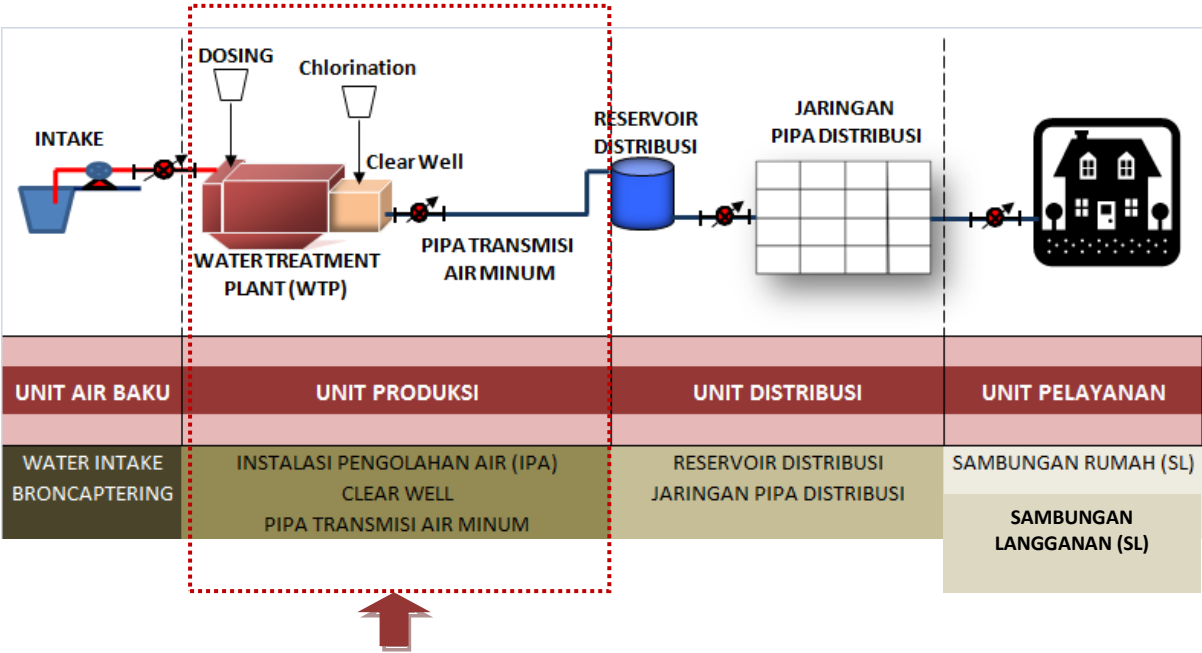 DOSING
Chlorination
INTAKE
Clear Well
WATER TREATMENT
PLANT (WTP)
PIPA TRANSMISI
AIR MINUM
RESERVOIR
DISTRIBUSI
JARINGAN
PIPA DISTRIBUSI
UNIT AIR BAKU
UNIT PRODUKSI
UNIT DISTRIBUSI
UNIT PELAYANAN
WATER INTAKE
BRONCAPTERING
INSTALASI PENGOLAHAN AIR (IPA)
CLEAR WELL
PIPA TRANSMISI AIR MINUM
RESERVOIR DISTRIBUSI
JARINGAN PIPA DISTRIBUSI
SAMBUNGAN RUMAH (SL)
SAMBUNGAN
LANGGANAN (SL)